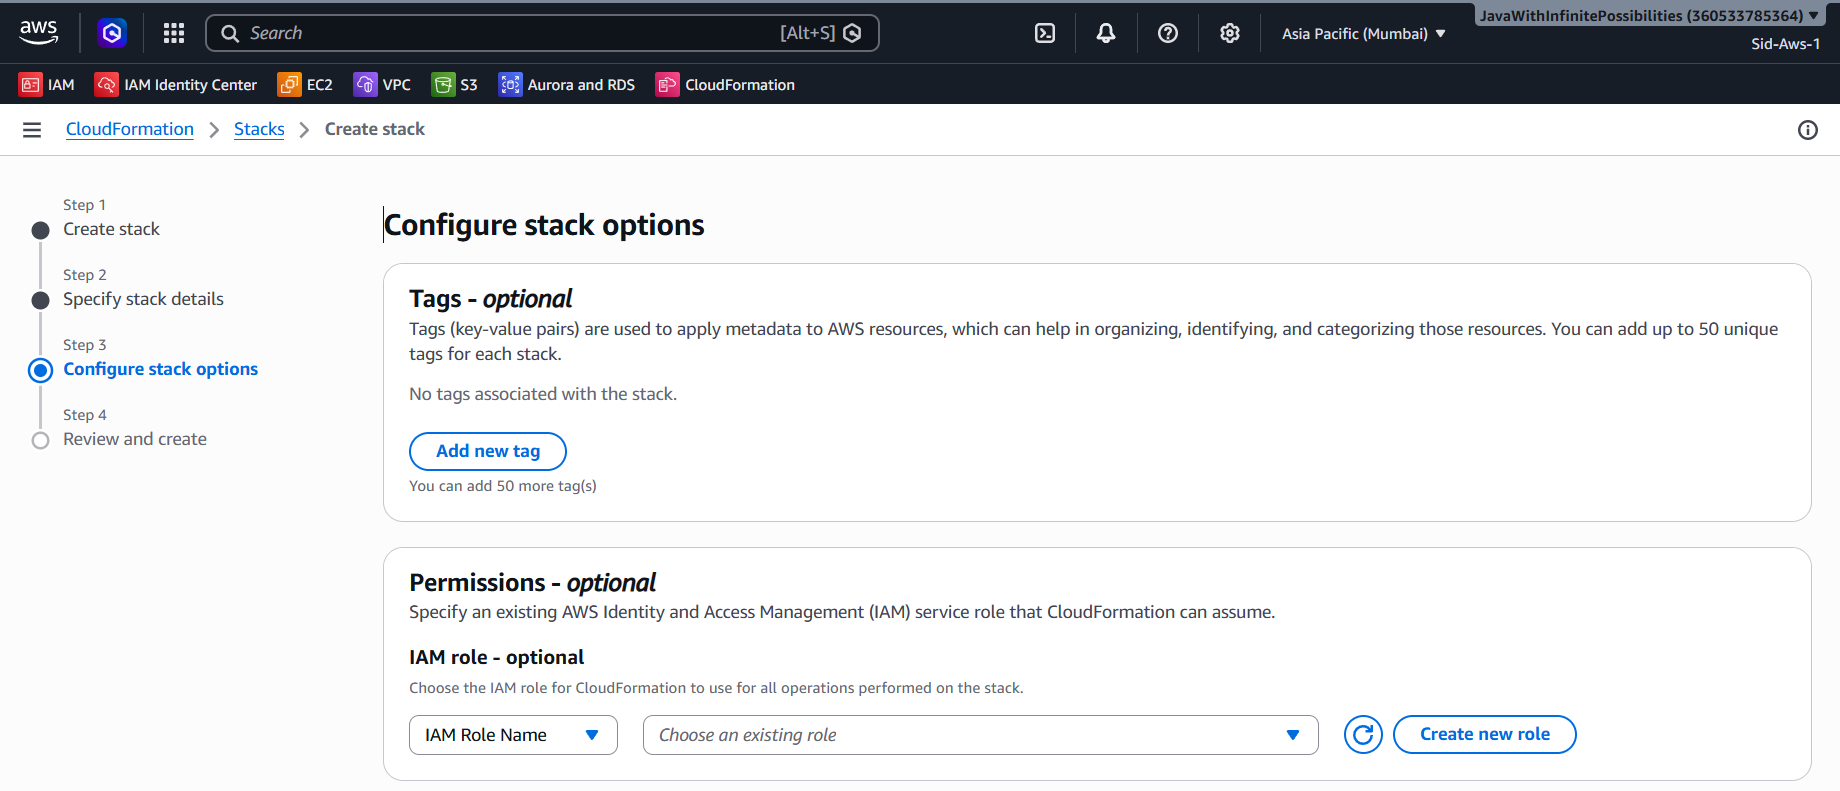 aws
Search
[Alt+S]
Asia Pacific (Mumbai)
JavaWithInfinitePossibilities (360533785364)
Sid-Aws-1
IAM
IAM Identity Center
EC2
VPC
S3
Aurora and RDS
CloudFormation
CloudFormation
Stacks
Create stack
Step 1
Create stack
Step 2
Specify stack details
Step 3
Configure stack options
Step 4
Review and create
Configure stack options
Tags - optional
Tags (key-value pairs) are used to apply metadata to AWS resources, which can help in organizing, identifying, and categorizing those resources. You can add up to 50 unique
tags for each stack.
No tags associated with the stack.
Add new tag
You can add 50 more tag(s)
Permissions - optional
Specify an existing AWS Identity and Access Management (IAM) service role that CloudFormation can assume.
IAM role - optional
Choose the IAM role for CloudFormation to use for all operations performed on the stack.
IAM Role Name
Choose an existing role
Create new role